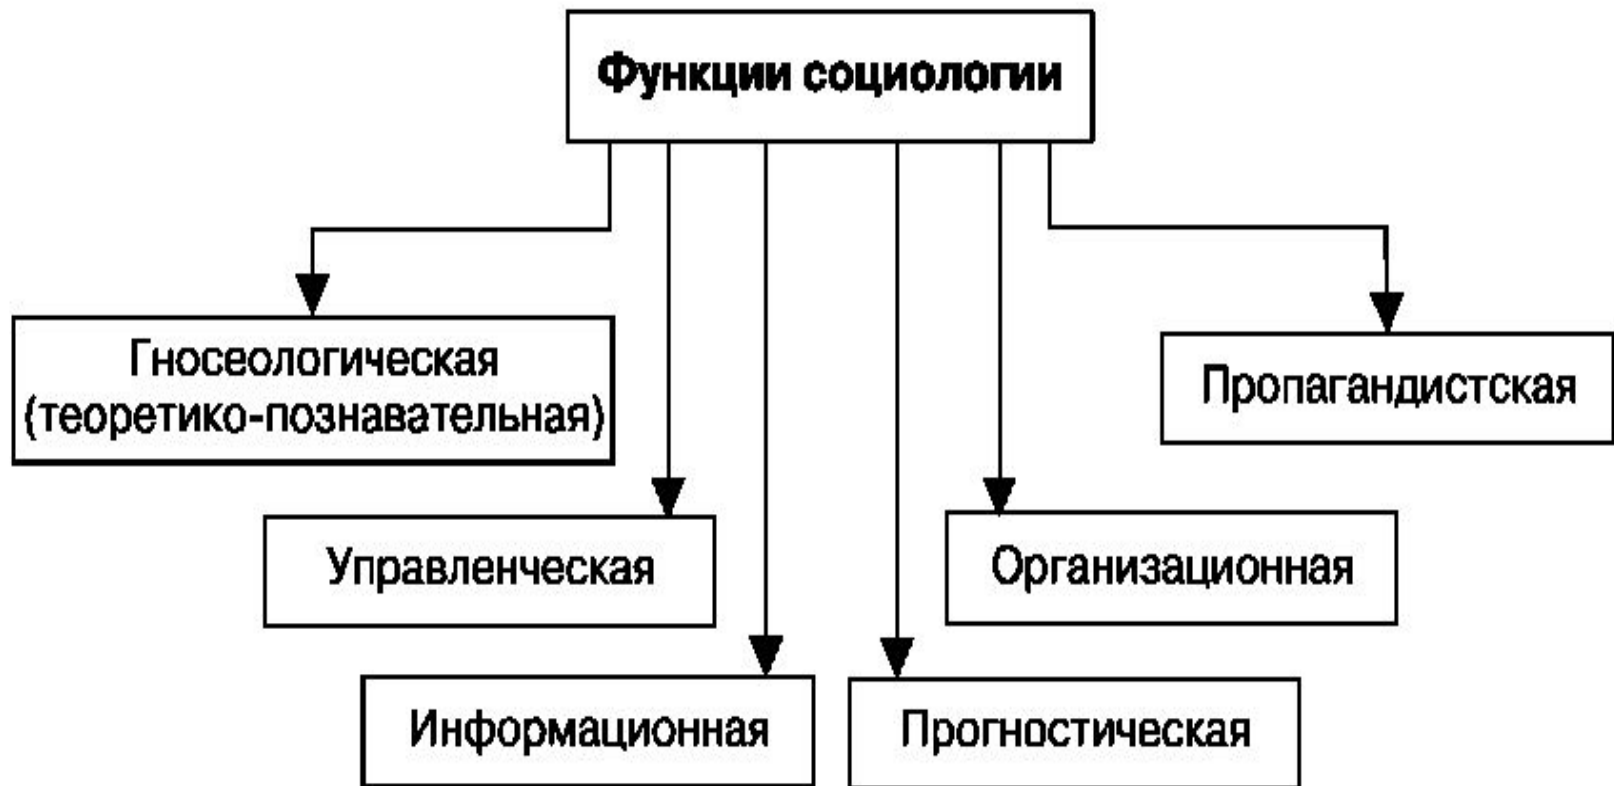 Функции социологии
Гносеологическая
(теоретико-познавательная)
Пропагандистская
Управленческая
Организационная
Информационная
Прогностическая